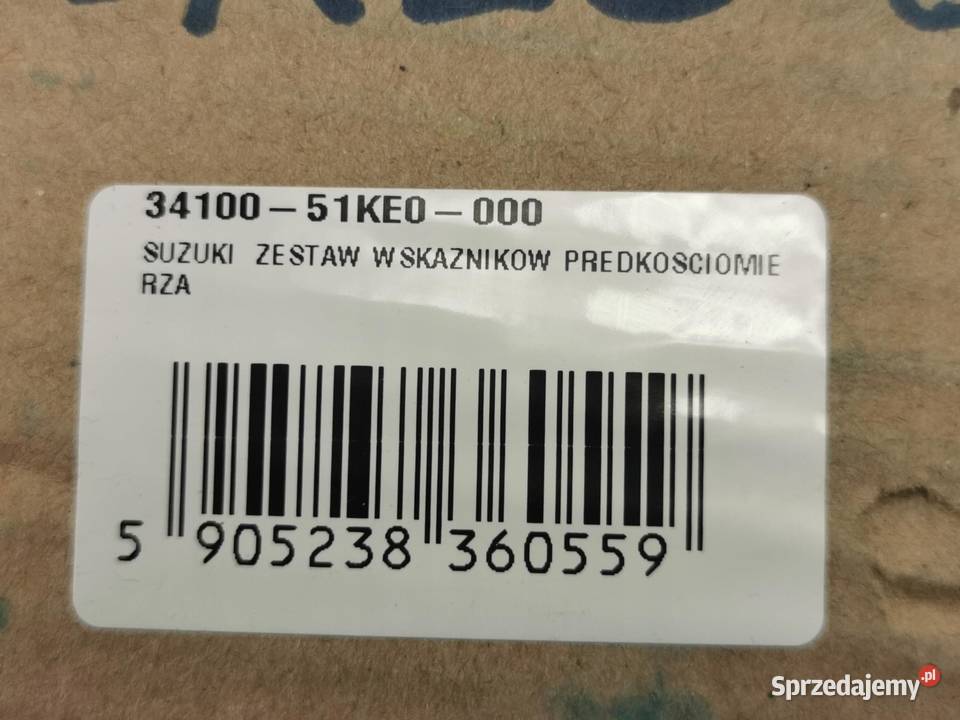 34100-51KE0-000
SUZUKI ZESTAW WSKAZNIKOW PREDKOSCIOMIE
RZA
5 905238 360559
Sprzedajemy.pl